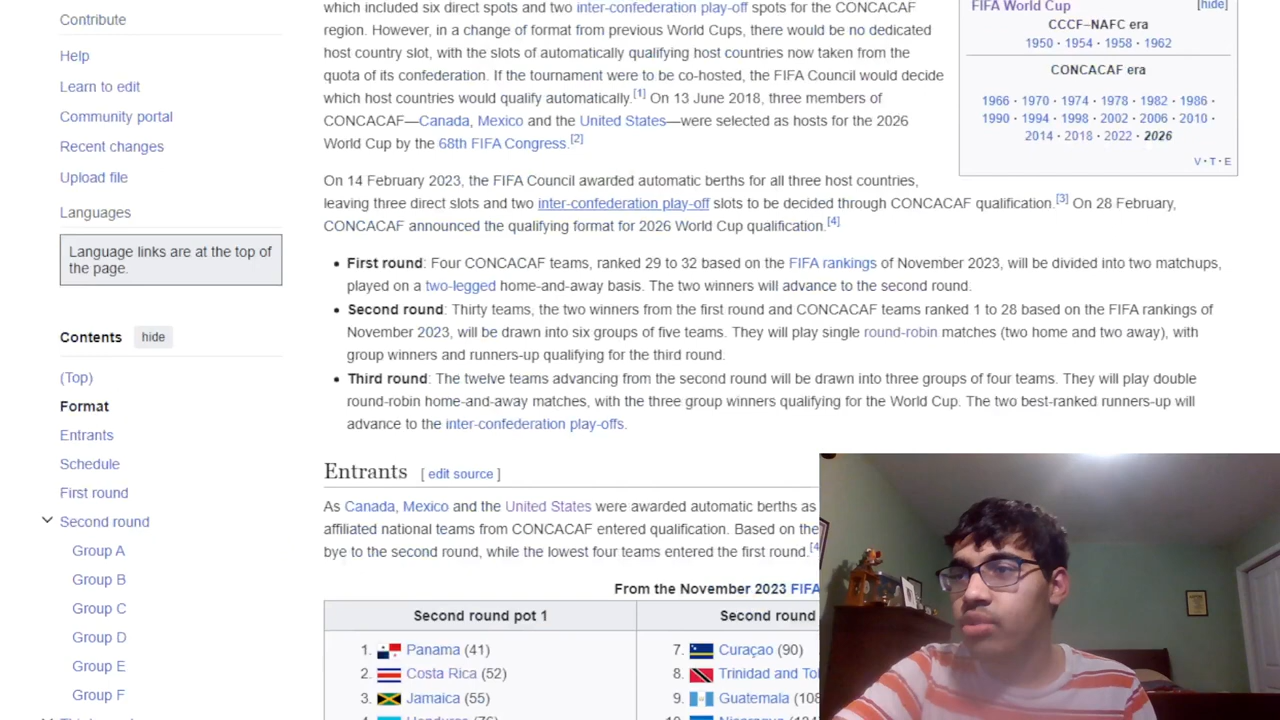 Contribute
Help
Learn to edit
Community portal
Recent changes
Upload file
Languages
Language links are at the top of
the page.
Contents hide
(Top)
Format
Entrants
Schedule
First round
Second round
Group A
Group B
Group C
Group D
Group E
Group F
which included six direct spots and two inter-confederation play-off spots for the CONCACAF
region. However, in a change of format from previous World Cups, there would be no dedicated
host country slot, with the slots of automatically qualifying host countries now taken from the
quota of its confederation. If the tournament were to be co-hosted, the FIFA Council would decide
which host countries would qualify automatically.[1] On 13 June 2018, three members of
CONCACAF—Canada, Mexico and the United States—were selected as hosts for the 2026
World Cup by the 68th FIFA Congress.[2]
On 14 February 2023, the FIFA Council awarded automatic berths for all three host countries,
leaving three direct slots and two inter-confederation play-off slots to be decided through CONCACAF qualification.[3] On 28 February,
CONCACAF announced the qualifying format for 2026 World Cup qualification.[4]
• First round: Four CONCACAF teams, ranked 29 to 32 based on the FIFA rankings of November 2023, will be divided into two matchups,
played on a two-legged home-and-away basis. The two winners will advance to the second round.
• Second round: Thirty teams, the two winners from the first round and CONCACAF teams ranked 1 to 28 based on the FIFA rankings of
November 2023, will be drawn into six groups of five teams. They will play single round-robin matches (two home and two away), with
group winners and runners-up qualifying for the third round.
• Third round: The twelve teams advancing from the second round will be drawn into three groups of four teams. They will play double
round-robin home-and-away matches, with the three group winners qualifying for the World Cup. The two best-ranked runners-up will
advance to the inter-confederation play-offs.
Entrants [ edit source ]
As Canada, Mexico and the United States were awarded automatic berths as
affiliated national teams from CONCACAF entered qualification. Based on the
bye to the second round, while the lowest four teams entered the first round.[4
From the November 2023 FIFA
Second round pot 1 Second round
1. Panama (41) 7. Curaçao (90)
2. Costa Rica (52) 8. Trinidad and To
3. Jamaica (55) 9. Guatemala (108
FIFA World Cup [hide]
CCCF–NAFC era
1950 · 1954 · 1958 · 1962
CONCACAF era
1966 · 1970 · 1974 · 1978 · 1982 · 1986 ·
1990 · 1994 · 1998 · 2002 · 2006 · 2010 ·
2014 · 2018 · 2022 · 2026
V · T · E